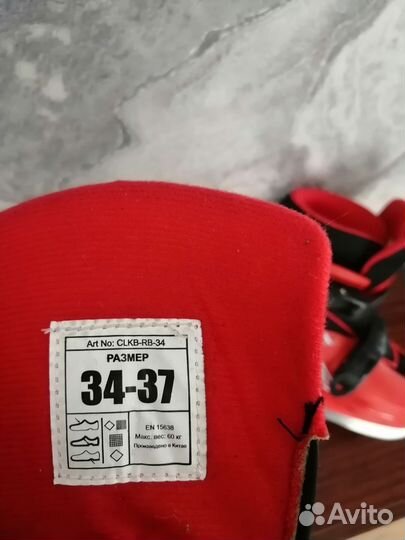 Art No: CLKB-RB-34
РАЗМЕР
34-37
EN 15638
Макс. вес: 60 кг
Произведено в Китае
Avito